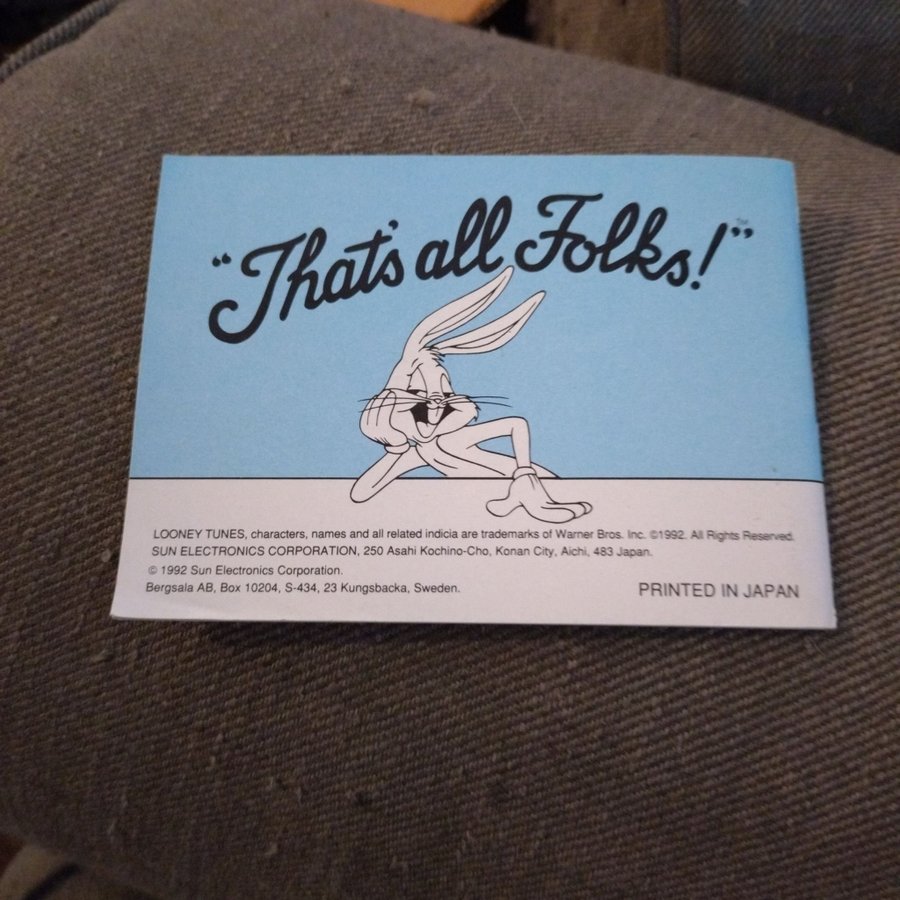 "That's all Folks!"™
LOONEY TUNES, characters, names and all related indicia are trademarks of Warner Bros. Inc. ©1992. All Rights Reserved.
SUN ELECTRONICS CORPORATION, 250 Asahi Kochino-Cho, Konan City, Aichi, 483 Japan.
© 1992 Sun Electronics Corporation.
Bergsala AB, Box 10204, S-434, 23 Kungsbacka, Sweden.
PRINTED IN JAPAN